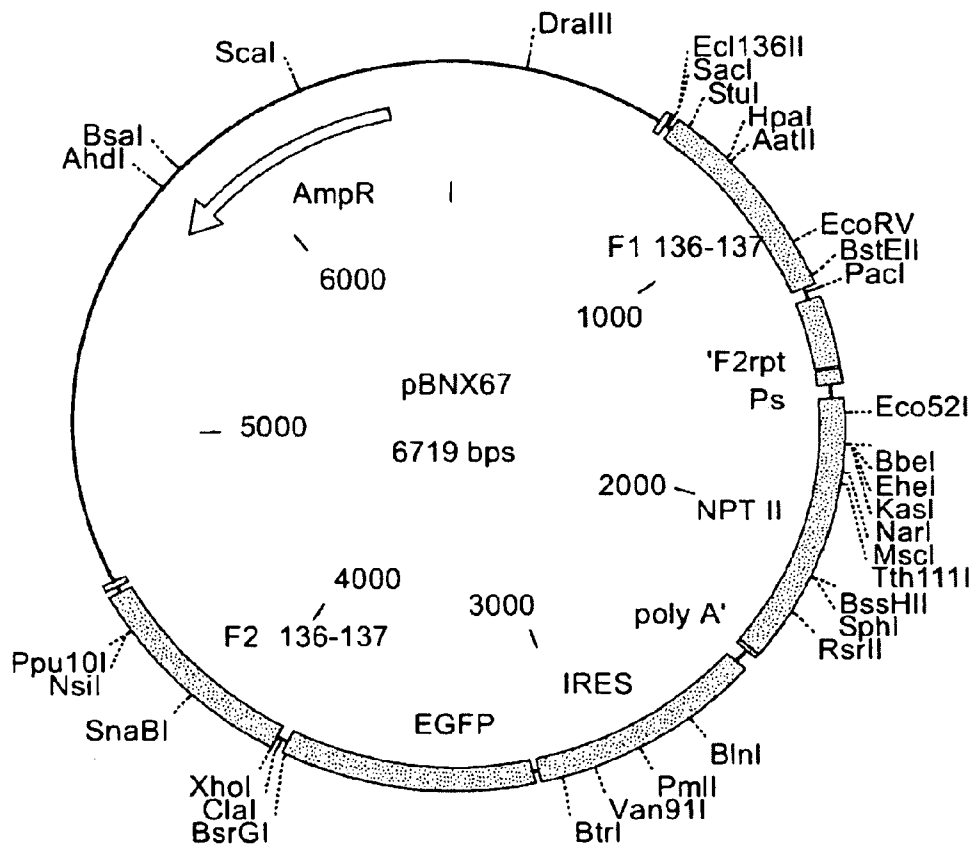 DraIII
Ecl136II
SacI
StuI
HpaI
AatII
EcoRV
BstEII
PacI
Eco52I
BbeI
EheI
KasI
NarI
MscI
Tth111I
BssHII
SphI
RsrII
BlnI
PmlI
Van91I
BtrI
BsrGI
ClaI
XhoI
SnaBI
NsiI
Ppu10I
AhdI
BsaI
ScaI
AmpR
F1 136-137
'F2rpt
Ps
NPT II
poly A'
IRES
EGFP
F2 136-137
1000
2000
3000
4000
5000
6000
pBNX67
6719 bps